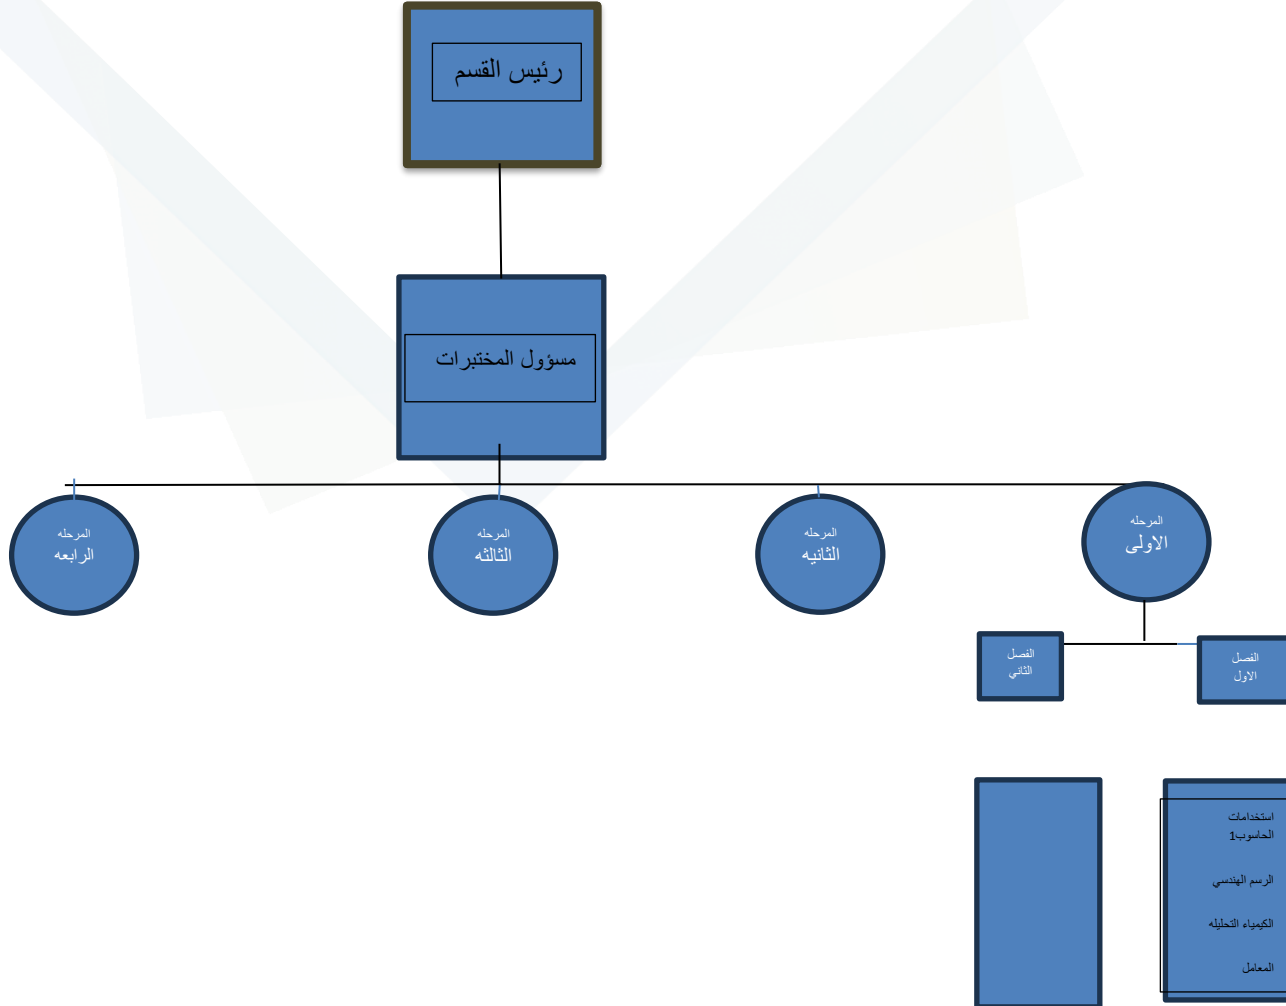 رئيس القسم
مسؤول المختبرات
المرحله
الاولى
المرحله
الثانيه
المرحله
الثالثه
المرحله
الرابعه
الفصل
الاول
الفصل
الثاني
استخدامات
الحاسوب1
الرسم الهندسي
الكيمياء التحليله
المعامل